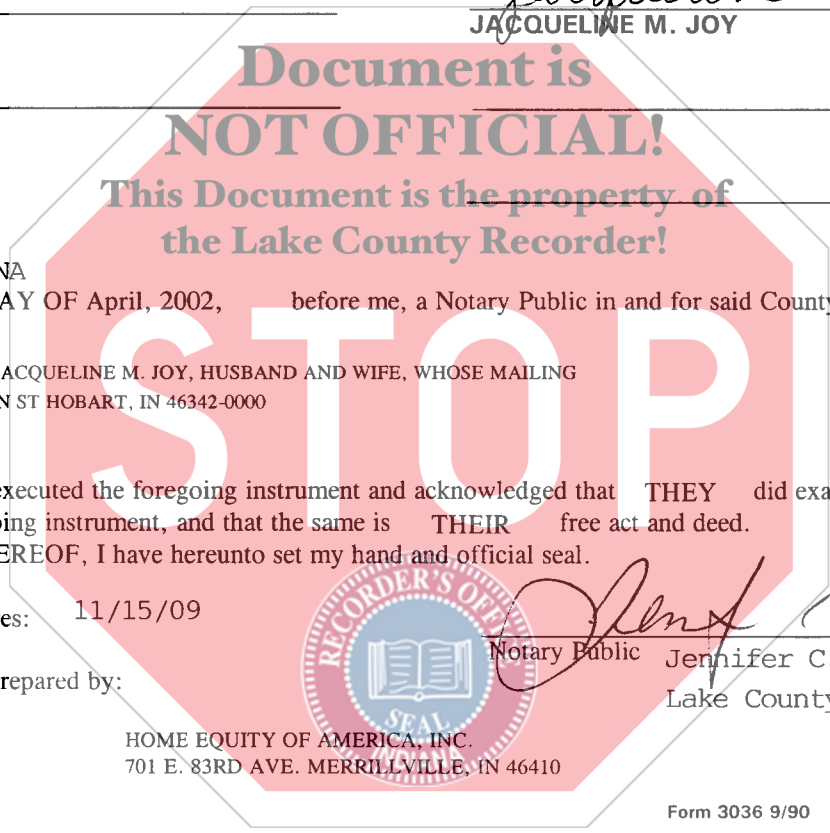 JACQUELINE M. JOY
Document is
NOT OFFICIAL!
This Document is the property of
the Lake County Recorder!
NA
AY OF April, 2002, before me, a Notary Public in and for said County
ACQUELINE M. JOY, HUSBAND AND WIFE, WHOSE MAILING
N ST HOBART, IN 46342-0000
STOP
executed the foregoing instrument and acknowledged that THEY did exa
ing instrument, and that the same is THEIR free act and deed.
EREOF, I have hereunto set my hand and official seal.
es: 11/15/09
RECORDER'S OFFICE
SEAL
INDIANA
Notary Public Jennifer C.
Lake County
repared by:
HOME EQUITY OF AMERICA, INC.
701 E. 83RD AVE. MERRILLVILLE, IN 46410
Form 3036 9/90